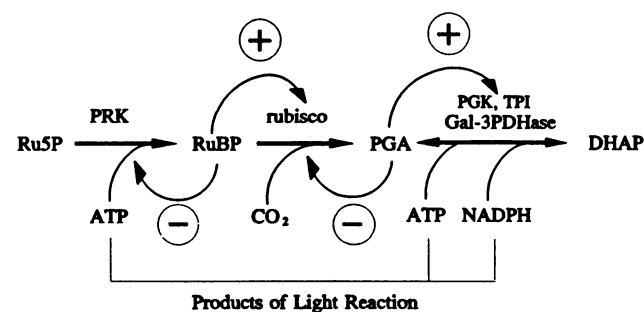 + +
PRK rubisco PGK, TPI
Gal-3PDHase
Ru5P RuBP PGA DHAP
ATP − CO₂ − ATP NADPH
Products of Light Reaction